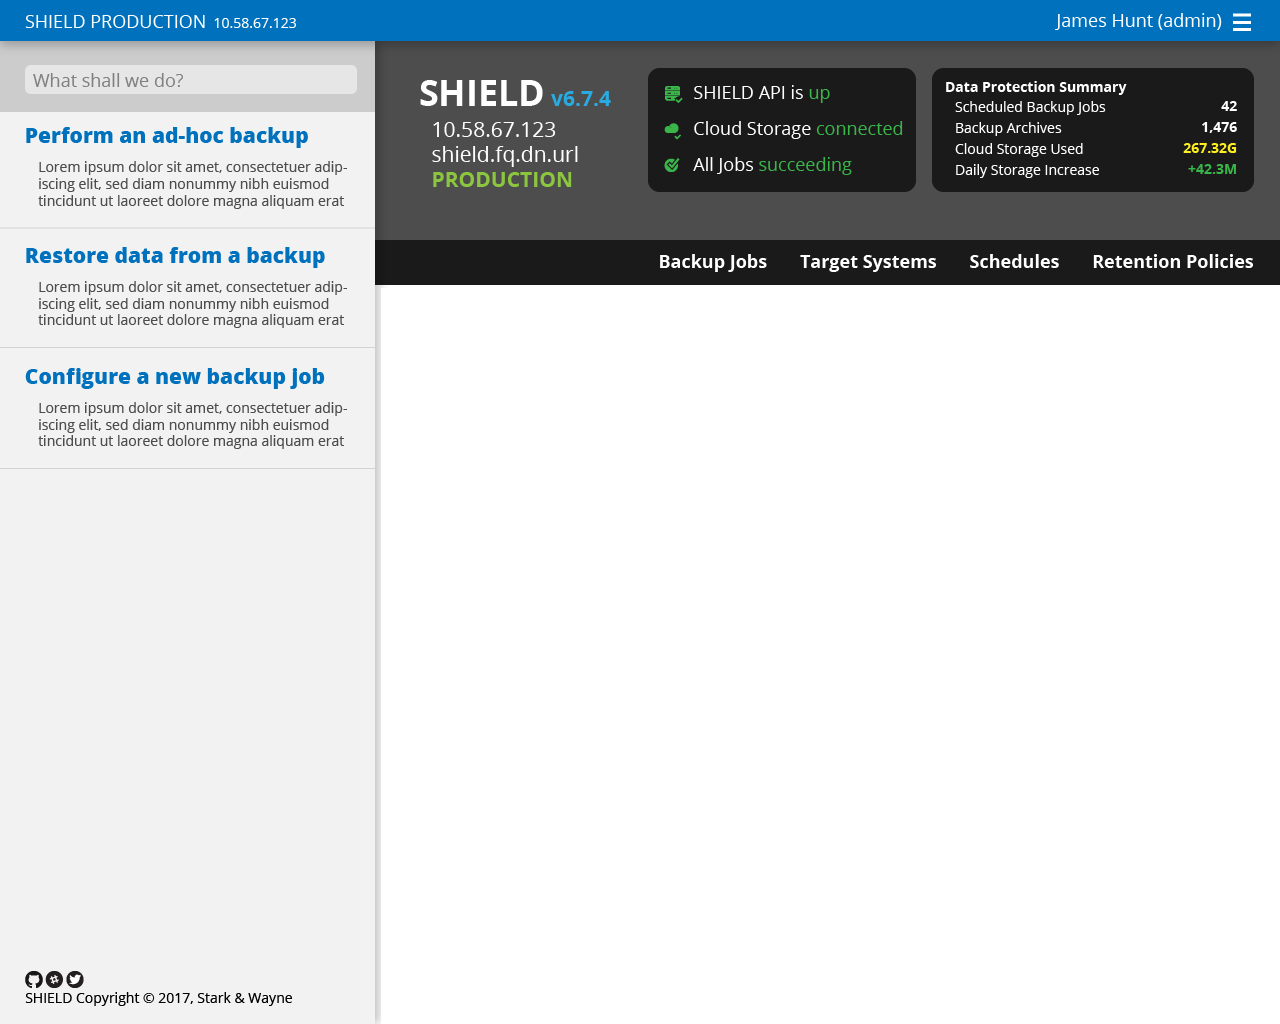 SHIELD PRODUCTION 10.58.67.123
James Hunt (admin)
What shall we do?
Perform an ad-hoc backup
Lorem ipsum dolor sit amet, consectetuer adip-
iscing elit, sed diam nonummy nibh euismod
tincidunt ut laoreet dolore magna aliquam erat
Restore data from a backup
Lorem ipsum dolor sit amet, consectetuer adip-
iscing elit, sed diam nonummy nibh euismod
tincidunt ut laoreet dolore magna aliquam erat
Configure a new backup job
Lorem ipsum dolor sit amet, consectetuer adip-
iscing elit, sed diam nonummy nibh euismod
tincidunt ut laoreet dolore magna aliquam erat
SHIELD Copyright © 2017, Stark & Wayne
SHIELD v6.7.4
10.58.67.123
shield.fq.dn.url
PRODUCTION
SHIELD API is up
Cloud Storage connected
All Jobs succeeding
Data Protection Summary
Scheduled Backup Jobs 42
Backup Archives 1,476
Cloud Storage Used 267.32G
Daily Storage Increase +42.3M
Backup Jobs Target Systems Schedules Retention Policies